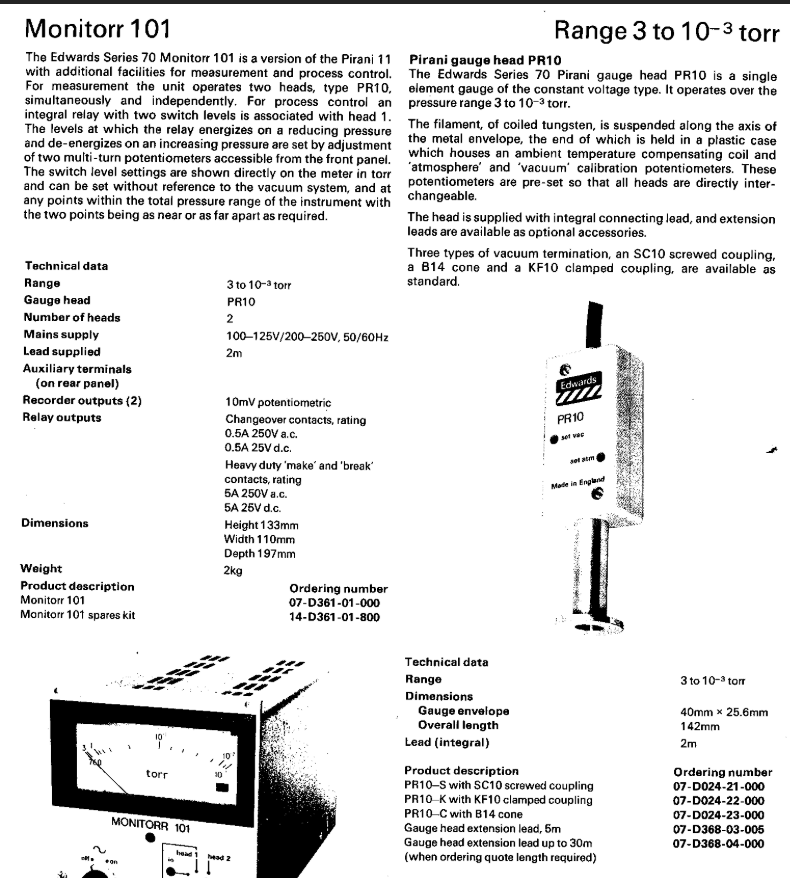 Monitorr 101
Range 3 to 10⁻³ torr
The Edwards Series 70 Monitorr 101 is a version of the Pirani 11
with additional facilities for measurement and process control.
For measurement the unit operates two heads, type PR10,
simultaneously and independently. For process control an
integral relay with two switch levels is associated with head 1.
The levels at which the relay energizes on a reducing pressure
and de-energizes on an increasing pressure are set by adjustment
of two multi-turn potentiometers accessible from the front panel.
The switch level settings are shown directly on the meter in torr
and can be set without reference to the vacuum system, and at
any points within the total pressure range of the instrument with
the two points being as near or as far apart as required.
Technical data
Range 3 to 10⁻³ torr
Gauge head PR10
Number of heads 2
Mains supply 100–125V/200–250V, 50/60Hz
Lead supplied 2m
Auxiliary terminals
(on rear panel)
Recorder outputs (2) 10mV potentiometric
Relay outputs Changeover contacts, rating
0.5A 250V a.c.
0.5A 25V d.c.
Heavy duty 'make' and 'break'
contacts, rating
5A 250V a.c.
5A 25V d.c.
Dimensions Height 133mm
Width 110mm
Depth 197mm
Weight 2kg
Product description Ordering number
Monitorr 101 07-D361-01-000
Monitorr 101 spares kit 14-D361-01-800
3 1 10⁻¹ 10⁻²
760 10⁻³
torr
MONITORR 101
off on
head 1 head 2
Pirani gauge head PR10
The Edwards Series 70 Pirani gauge head PR10 is a single
element gauge of the constant voltage type. It operates over the
pressure range 3 to 10⁻³ torr.
The filament, of coiled tungsten, is suspended along the axis of
the metal envelope, the end of which is held in a plastic case
which houses an ambient temperature compensating coil and
'atmosphere' and 'vacuum' calibration potentiometers. These
potentiometers are pre-set so that all heads are directly inter-
changeable.
The head is supplied with integral connecting lead, and extension
leads are available as optional accessories.
Three types of vacuum termination, an SC10 screwed coupling,
a B14 cone and a KF10 clamped coupling, are available as
standard.
Edwards
PR10
set vac
set atm
Made in England
Technical data
Range 3 to 10⁻³ torr
Dimensions
Gauge envelope 40mm × 25.6mm
Overall length 142mm
Lead (integral) 2m
Product description Ordering number
PR10–S with SC10 screwed coupling 07-D024-21-000
PR10–K with KF10 clamped coupling 07-D024-22-000
PR10–C with B14 cone 07-D024-23-000
Gauge head extension lead, 5m 07-D368-03-005
Gauge head extension lead up to 30m 07-D368-04-000
(when ordering quote length required)